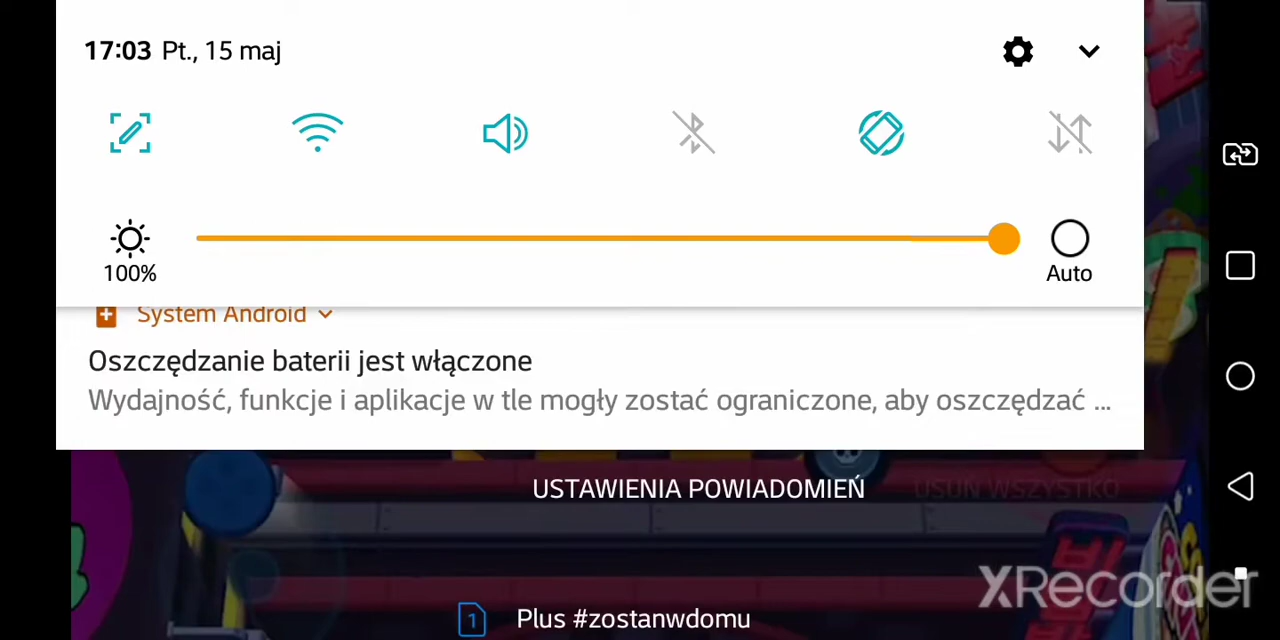 17:03 Pt., 15 maj
100%
Auto
System Android
Oszczędzanie baterii jest włączone
Wydajność, funkcje i aplikacje w tle mogły zostać ograniczone, aby oszczędzać ...
USTAWIENIA POWIADOMIEŃ
USUŃ WSZYSTKO
XRecorder
1
Plus #zostanwdomu